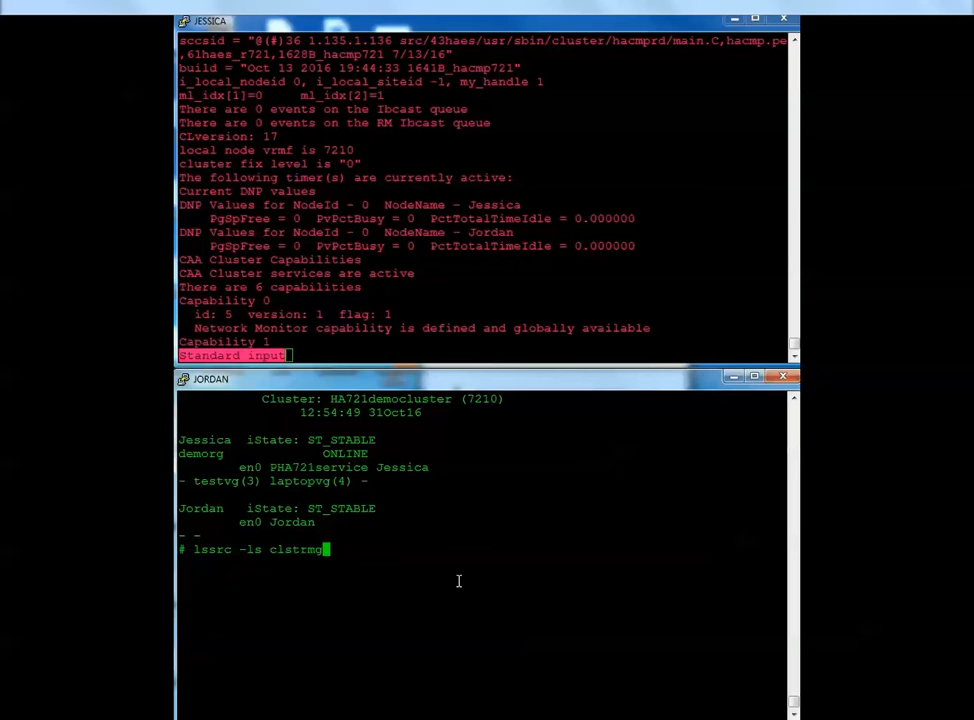 JESSICA
sccsid = "@(#)36 1.135.1.136 src/43haes/usr/sbin/cluster/hacmprd/main.C,hacmp.pe
,61haes_r721,1628B_hacmp721 7/13/16"
build = "Oct 13 2016 19:44:33 1641B_hacmp721"
i_local_nodeid 0, i_local_siteid -1, my_handle 1
ml_idx[1]=0     ml_idx[2]=1
There are 0 events on the Ibcast queue
There are 0 events on the RM Ibcast queue
CLversion: 17
local node vrmf is 7210
cluster fix level is "0"
The following timer(s) are currently active:
Current DNP values
DNP Values for NodeId - 0  NodeName - Jessica
    PgSpFree = 0  PvPctBusy = 0  PctTotalTimeIdle = 0.000000
DNP Values for NodeId - 0  NodeName - Jordan
    PgSpFree = 0  PvPctBusy = 0  PctTotalTimeIdle = 0.000000
CAA Cluster Capabilities
CAA Cluster services are active
There are 6 capabilities
Capability 0
  id: 5  version: 1  flag: 1
  Network Monitor capability is defined and globally available
Capability 1
Standard input
JORDAN
Cluster: HA721democluster (7210)
12:54:49 31Oct16
Jessica  iState: ST_STABLE
demorg             ONLINE
en0 PHA721service Jessica
- testvg(3) laptopvg(4) -
Jordan   iState: ST_STABLE
en0 Jordan
- -
# lssrc -ls clstrmg